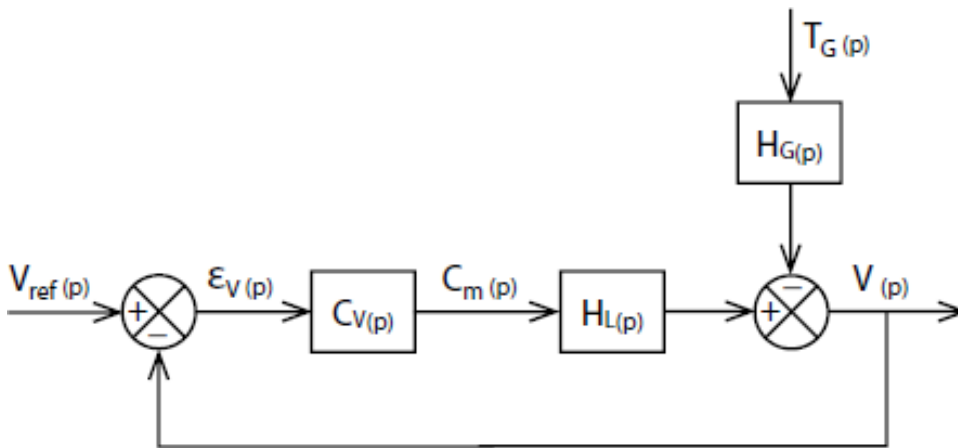 T_G (p)
H_G(p)
V_ref (p)
+
−
ε_V (p)
C_V(p)
C_m (p)
H_L(p)
−
+
V (p)